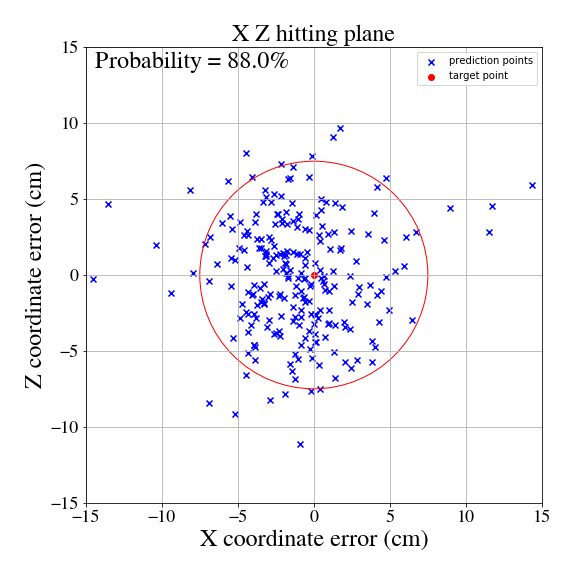 X Z hitting plane
Probability = 88.0%
prediction points
target point
15
10
5
0
−5
−10
−15
Z coordinate error (cm)
−15
−10
−5
0
5
10
15
X coordinate error (cm)